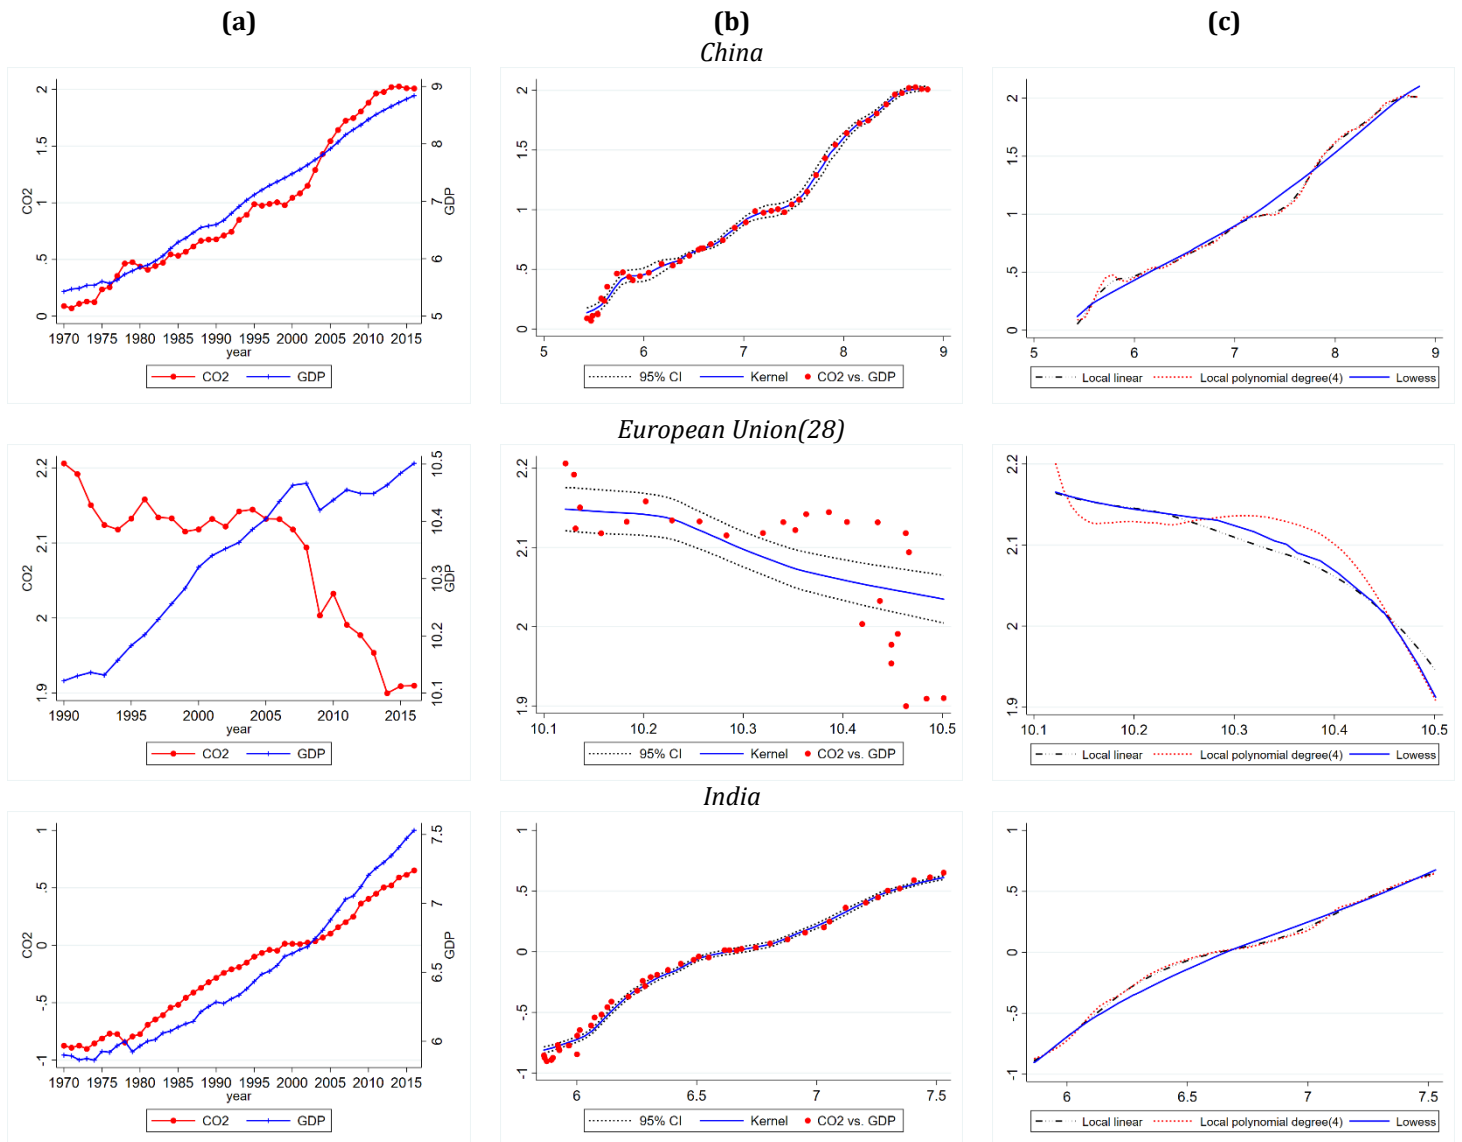 (a) (b) (c)
China
2
1.5
1
.5
0
CO2
9
8
7
6
5
GDP
1970 1975 1980 1985 1990 1995 2000 2005 2010 2015
year
CO2 GDP
2
1.5
1
.5
0
5 6 7 8 9
95% CI Kernel CO2 vs. GDP
2
1.5
1
.5
0
5 6 7 8 9
Local linear Local polynomial degree(4) Lowess
European Union(28)
2.2
2.1
2
1.9
CO2
10.5
10.4
10.3
10.2
10.1
GDP
1990 1995 2000 2005 2010 2015
year
CO2 GDP
2.2
2.1
2
1.9
10.1 10.2 10.3 10.4 10.5
95% CI Kernel CO2 vs. GDP
2.2
2.1
2
1.9
10.1 10.2 10.3 10.4 10.5
Local linear Local polynomial degree(4) Lowess
India
1
.5
0
-.5
-1
CO2
7.5
7
6.5
6
GDP
1970 1975 1980 1985 1990 1995 2000 2005 2010 2015
year
CO2 GDP
1
.5
0
-.5
-1
6 6.5 7 7.5
95% CI Kernel CO2 vs. GDP
1
.5
0
-.5
-1
6 6.5 7 7.5
Local linear Local polynomial degree(4) Lowess